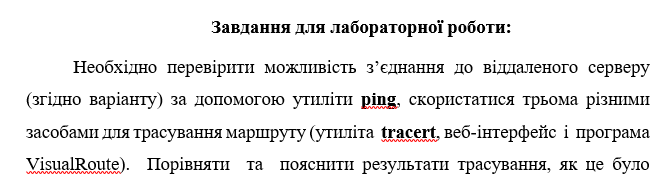 Завдання для лабораторної роботи:
Необхідно перевірити можливість з’єднання до віддаленого серверу
(згідно варіанту) за допомогою утиліти ping, скористатися трьома різними
засобами для трасування маршруту (утиліта tracert, веб-інтерфейс і програма
VisualRoute). Порівняти та пояснити результати трасування, як це було